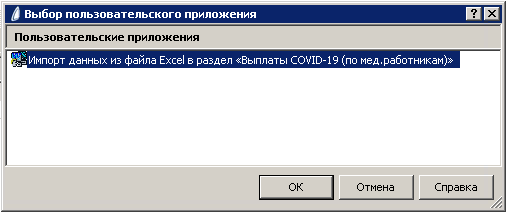 Выбор пользовательского приложения
Пользовательские приложения
Импорт данных из файла Excel в раздел «Выплаты COVID-19 (по мед.работникам)»
ОК Отмена Справка